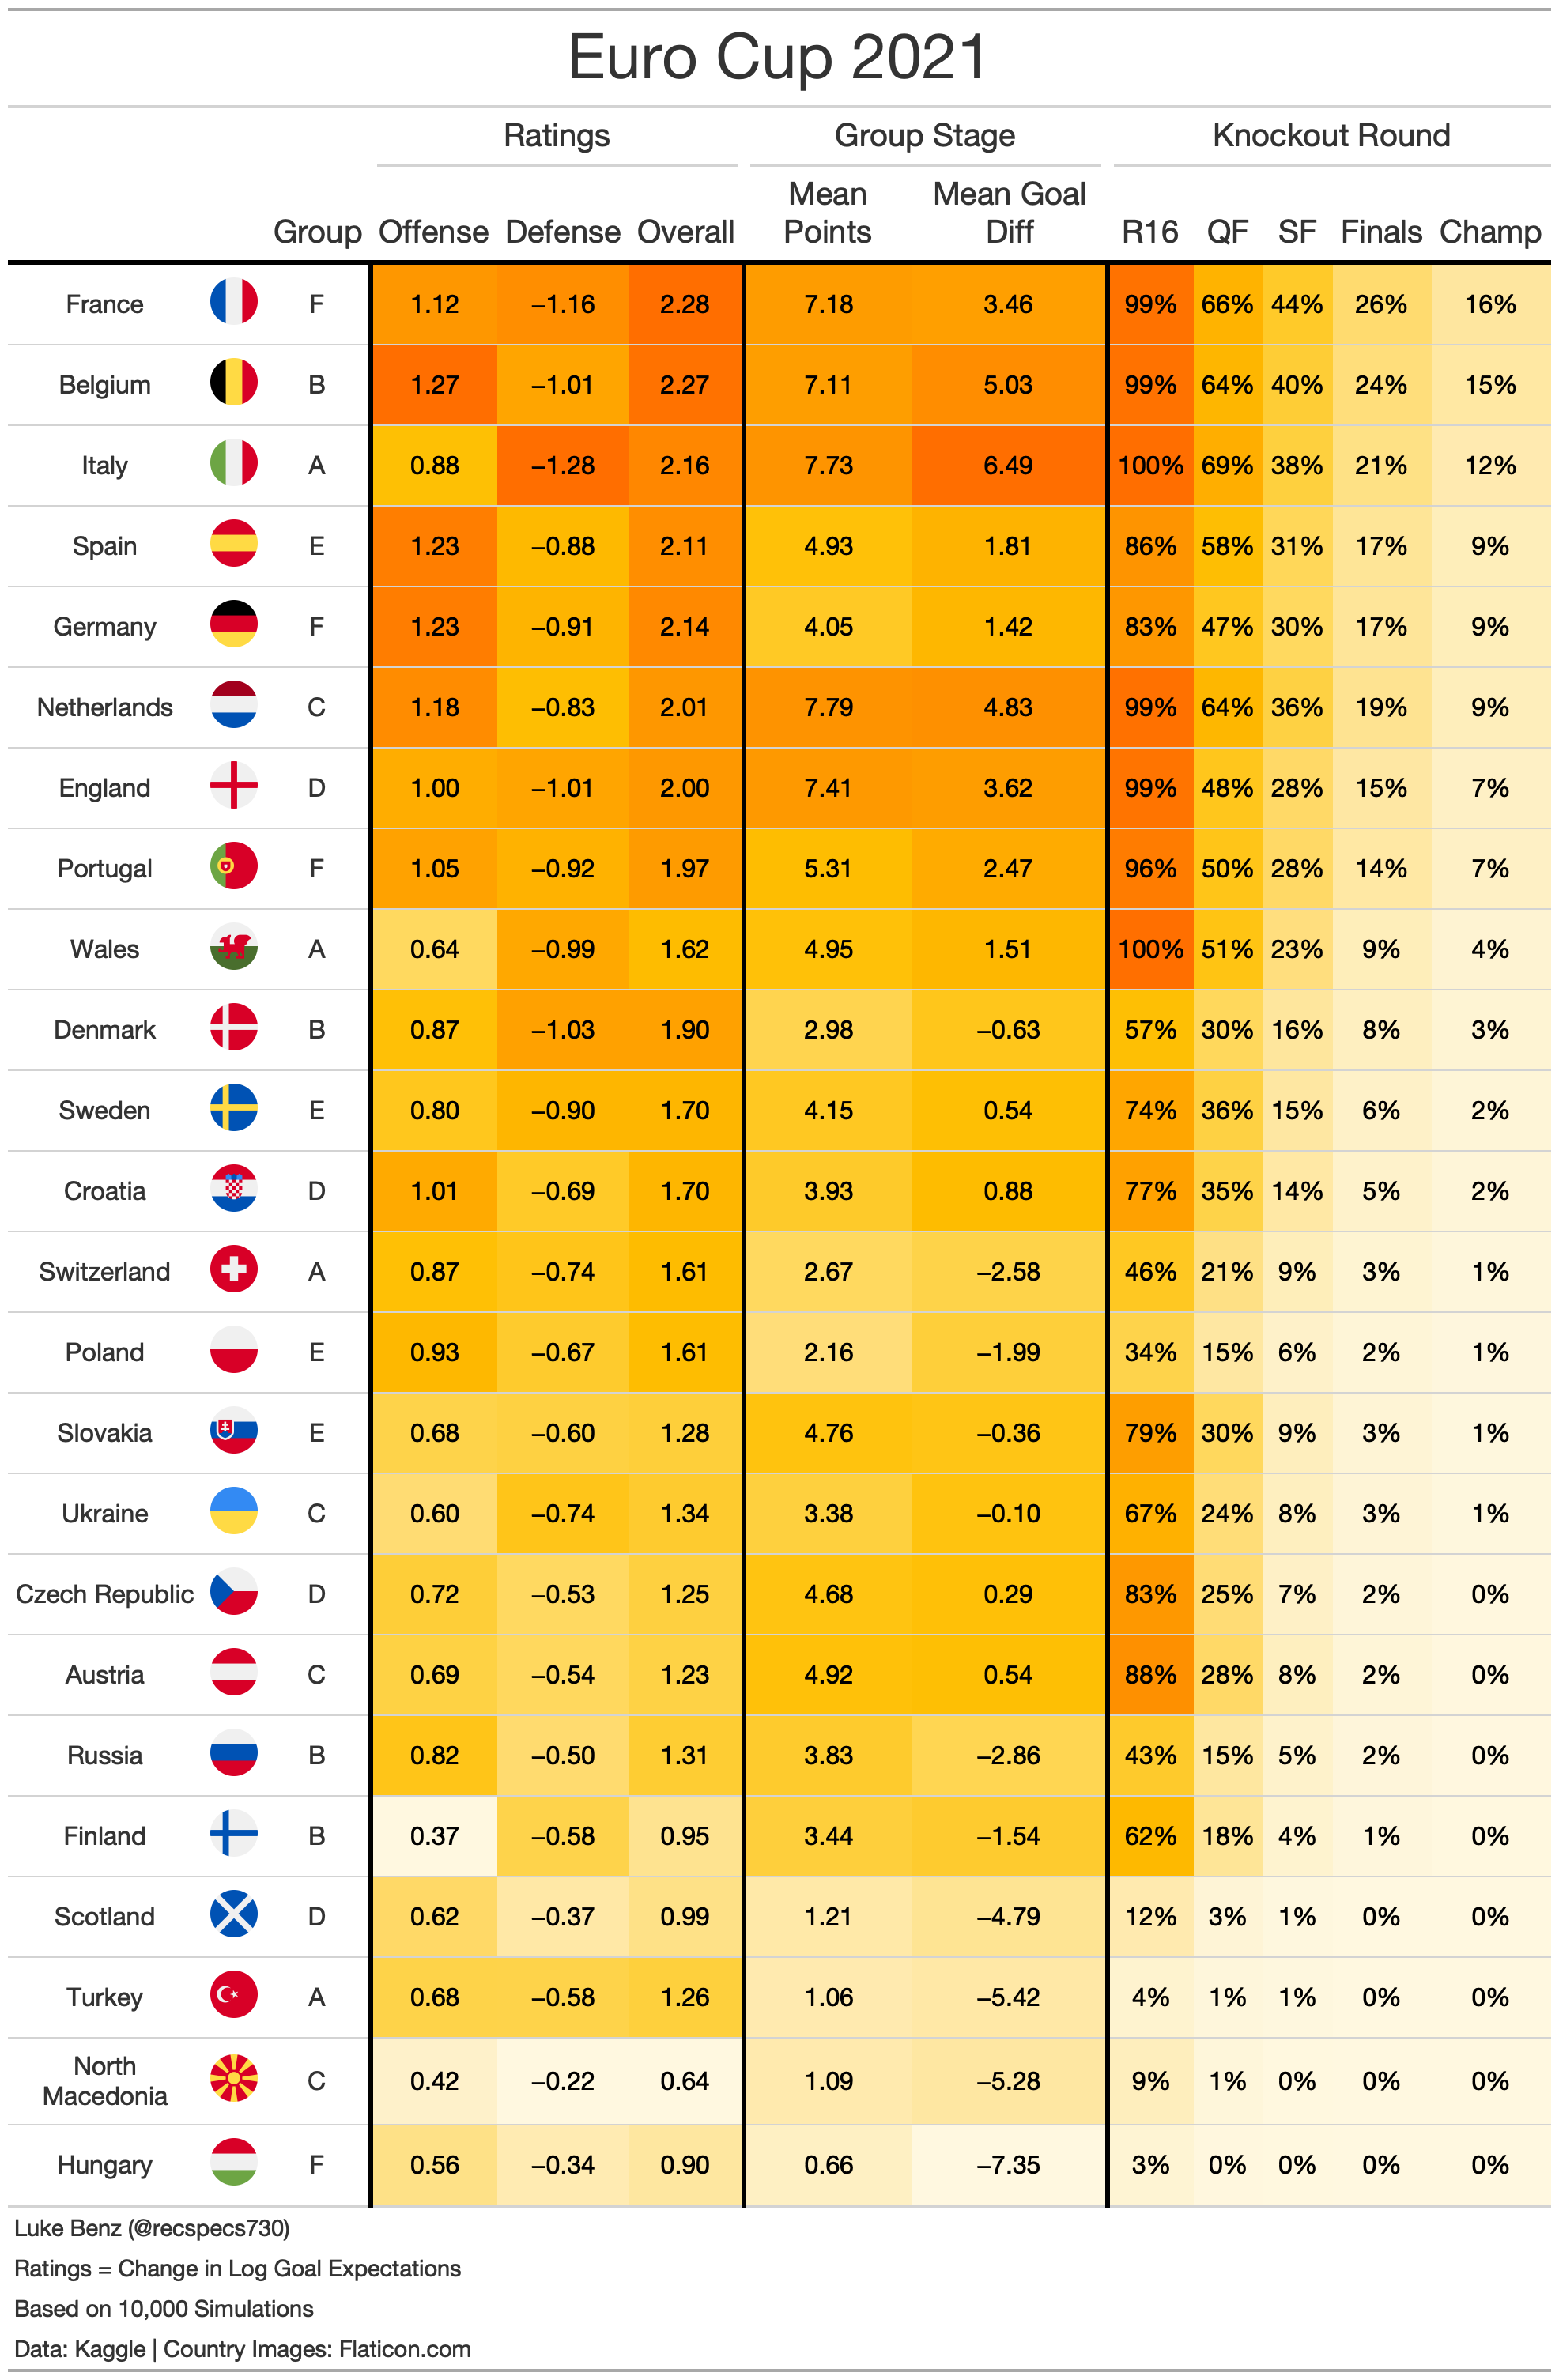 Euro Cup 2021
Ratings Group Stage Knockout Round
Mean Mean Goal
Group Offense Defense Overall Points Diff R16 QF SF Finals Champ
France F 1.12 −1.16 2.28 7.18 3.46 99% 66% 44% 26% 16%
Belgium B 1.27 −1.01 2.27 7.11 5.03 99% 64% 40% 24% 15%
Italy A 0.88 −1.28 2.16 7.73 6.49 100% 69% 38% 21% 12%
Spain E 1.23 −0.88 2.11 4.93 1.81 86% 58% 31% 17% 9%
Germany F 1.23 −0.91 2.14 4.05 1.42 83% 47% 30% 17% 9%
Netherlands C 1.18 −0.83 2.01 7.79 4.83 99% 64% 36% 19% 9%
England D 1.00 −1.01 2.00 7.41 3.62 99% 48% 28% 15% 7%
Portugal F 1.05 −0.92 1.97 5.31 2.47 96% 50% 28% 14% 7%
Wales A 0.64 −0.99 1.62 4.95 1.51 100% 51% 23% 9% 4%
Denmark B 0.87 −1.03 1.90 2.98 −0.63 57% 30% 16% 8% 3%
Sweden E 0.80 −0.90 1.70 4.15 0.54 74% 36% 15% 6% 2%
Croatia D 1.01 −0.69 1.70 3.93 0.88 77% 35% 14% 5% 2%
Switzerland A 0.87 −0.74 1.61 2.67 −2.58 46% 21% 9% 3% 1%
Poland E 0.93 −0.67 1.61 2.16 −1.99 34% 15% 6% 2% 1%
Slovakia E 0.68 −0.60 1.28 4.76 −0.36 79% 30% 9% 3% 1%
Ukraine C 0.60 −0.74 1.34 3.38 −0.10 67% 24% 8% 3% 1%
Czech Republic D 0.72 −0.53 1.25 4.68 0.29 83% 25% 7% 2% 0%
Austria C 0.69 −0.54 1.23 4.92 0.54 88% 28% 8% 2% 0%
Russia B 0.82 −0.50 1.31 3.83 −2.86 43% 15% 5% 2% 0%
Finland B 0.37 −0.58 0.95 3.44 −1.54 62% 18% 4% 1% 0%
Scotland D 0.62 −0.37 0.99 1.21 −4.79 12% 3% 1% 0% 0%
Turkey A 0.68 −0.58 1.26 1.06 −5.42 4% 1% 1% 0% 0%
North
Macedonia C 0.42 −0.22 0.64 1.09 −5.28 9% 1% 0% 0% 0%
Hungary F 0.56 −0.34 0.90 0.66 −7.35 3% 0% 0% 0% 0%
Luke Benz (@recspecs730)
Ratings = Change in Log Goal Expectations
Based on 10,000 Simulations
Data: Kaggle | Country Images: Flaticon.com